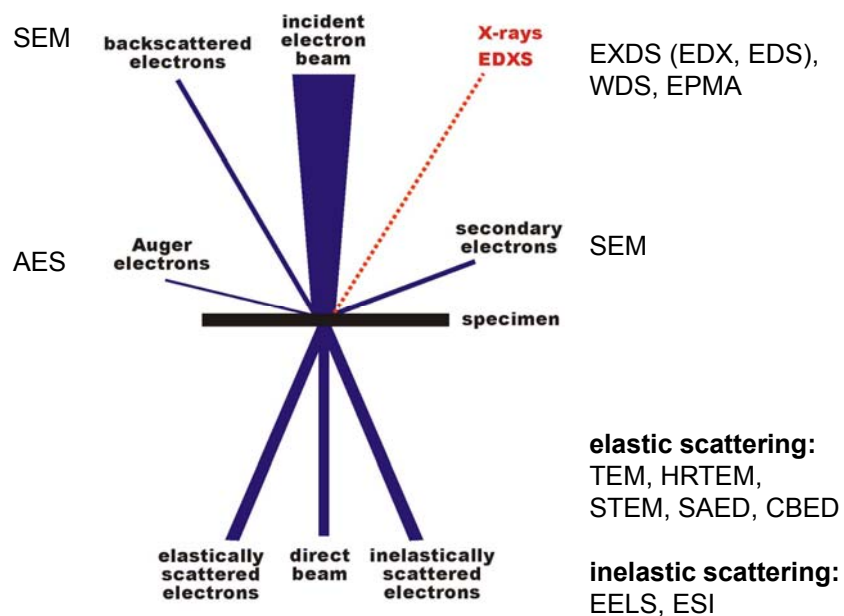 SEM
backscattered
electrons
incident
electron
beam
X-rays
EDXS
EXDS (EDX, EDS),
WDS, EPMA
AES
Auger
electrons
secondary
electrons
SEM
specimen
elastic scattering:
TEM, HRTEM,
STEM, SAED, CBED
elastically
scattered
electrons
direct
beam
inelastically
scattered
electrons
inelastic scattering:
EELS, ESI